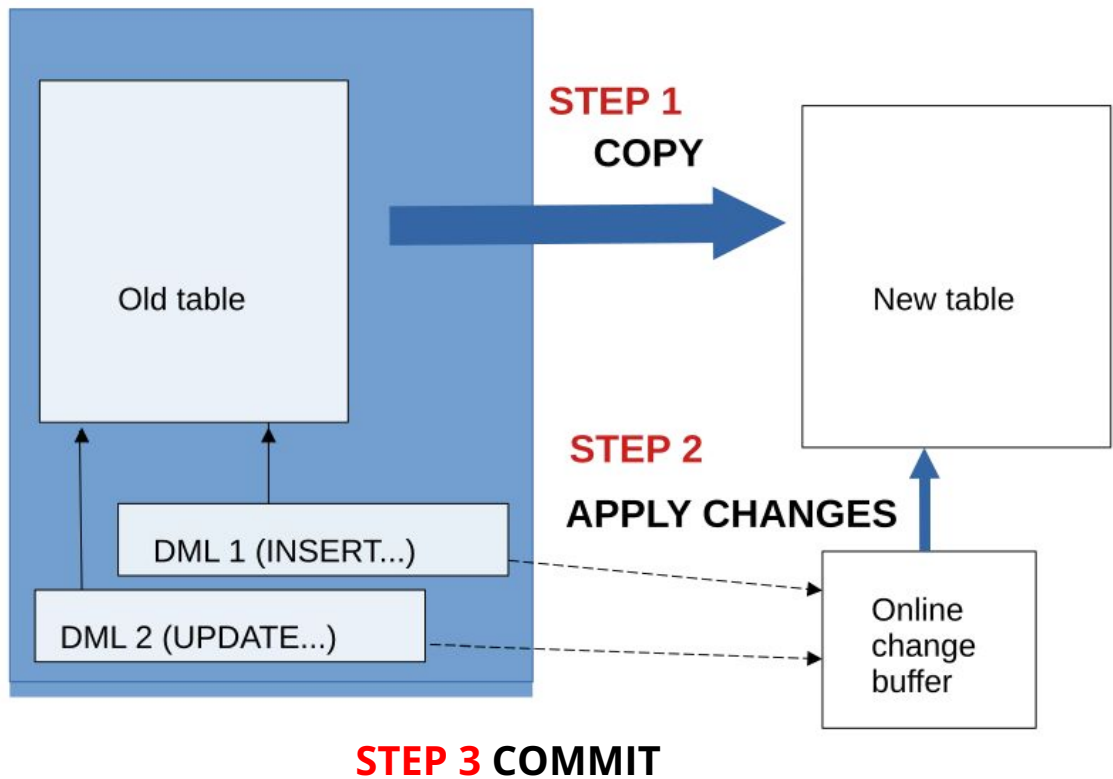 STEP 1
COPY
Old table
New table
STEP 2
APPLY CHANGES
DML 1 (INSERT...)
DML 2 (UPDATE...)
Online
change
buffer
STEP 3 COMMIT